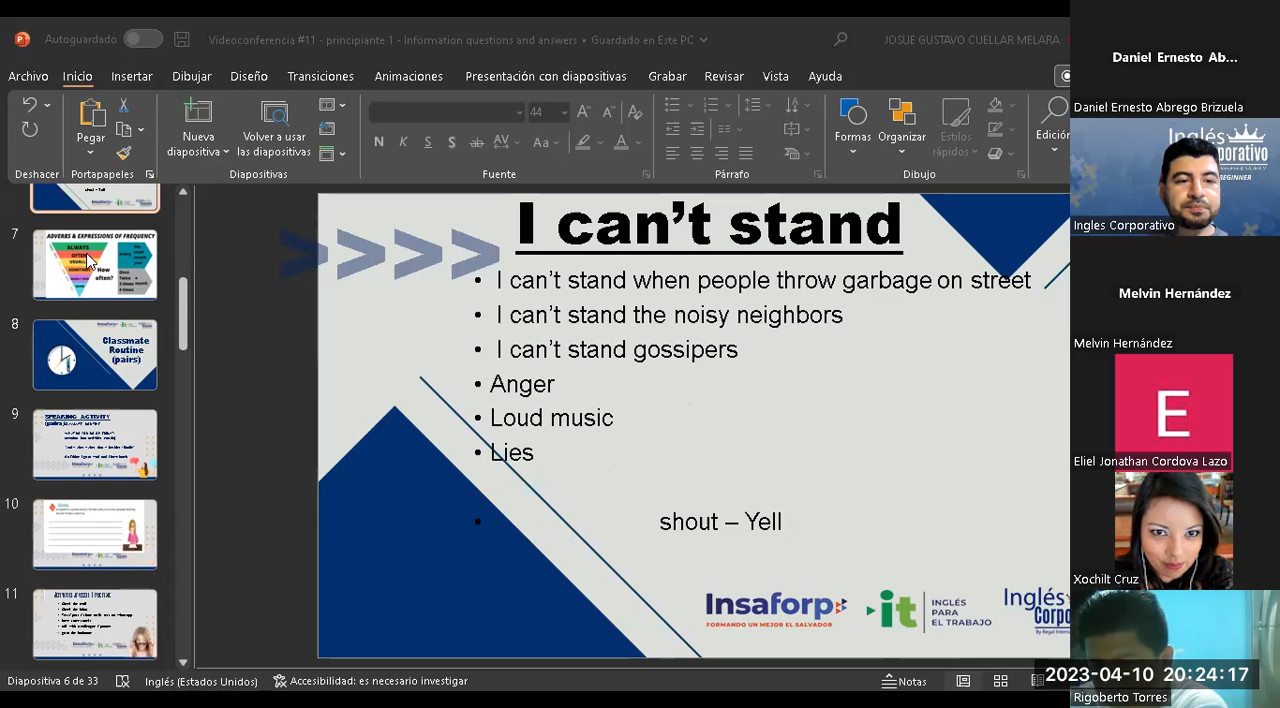 Autoguardado
Videoconferencia #11 - principiante 1 - Information questions and answers • Guardado en Este PC
JOSUE GUSTAVO CUELLAR MELARA
Archivo Inicio Insertar Dibujar Diseño Transiciones Animaciones Presentación con diapositivas Grabar Revisar Vista Ayuda
Pegar
Nueva diapositiva
Volver a usar las diapositivas
44
N K S S ab AV Aa A
Formas Organizar Estilos rápidos Edición
Deshacer Portapapeles Diapositivas Fuente Párrafo Dibujo
7
ADVERBS & EXPRESSIONS OF FREQUENCY
ALWAYS
How often?
8
Classmate
Routine
(pairs)
9
SPEAKING ACTIVITY
10
11
I can’t stand
• I can’t stand when people throw garbage on street
• I can’t stand the noisy neighbors
• I can’t stand gossipers
• Anger
• Loud music
• Lies
• shout – Yell
Insaforp
FORMANDO UN MEJOR EL SALVADOR
it
INGLÉS
PARA
EL TRABAJO
Inglés
Corp
Diapositiva 6 de 33 Inglés (Estados Unidos) Accesibilidad: es necesario investigar Notas
Daniel Ernesto Ab...
Daniel Ernesto Abrego Brizuela
Inglés
Corporativo
BEGINNER
Ingles Corporativo
Melvin Hernández
Melvin Hernández
E
Eliel Jonathan Cordova Lazo
Xochilt Cruz
2023-04-10 20:24:17
Rigoberto Torres